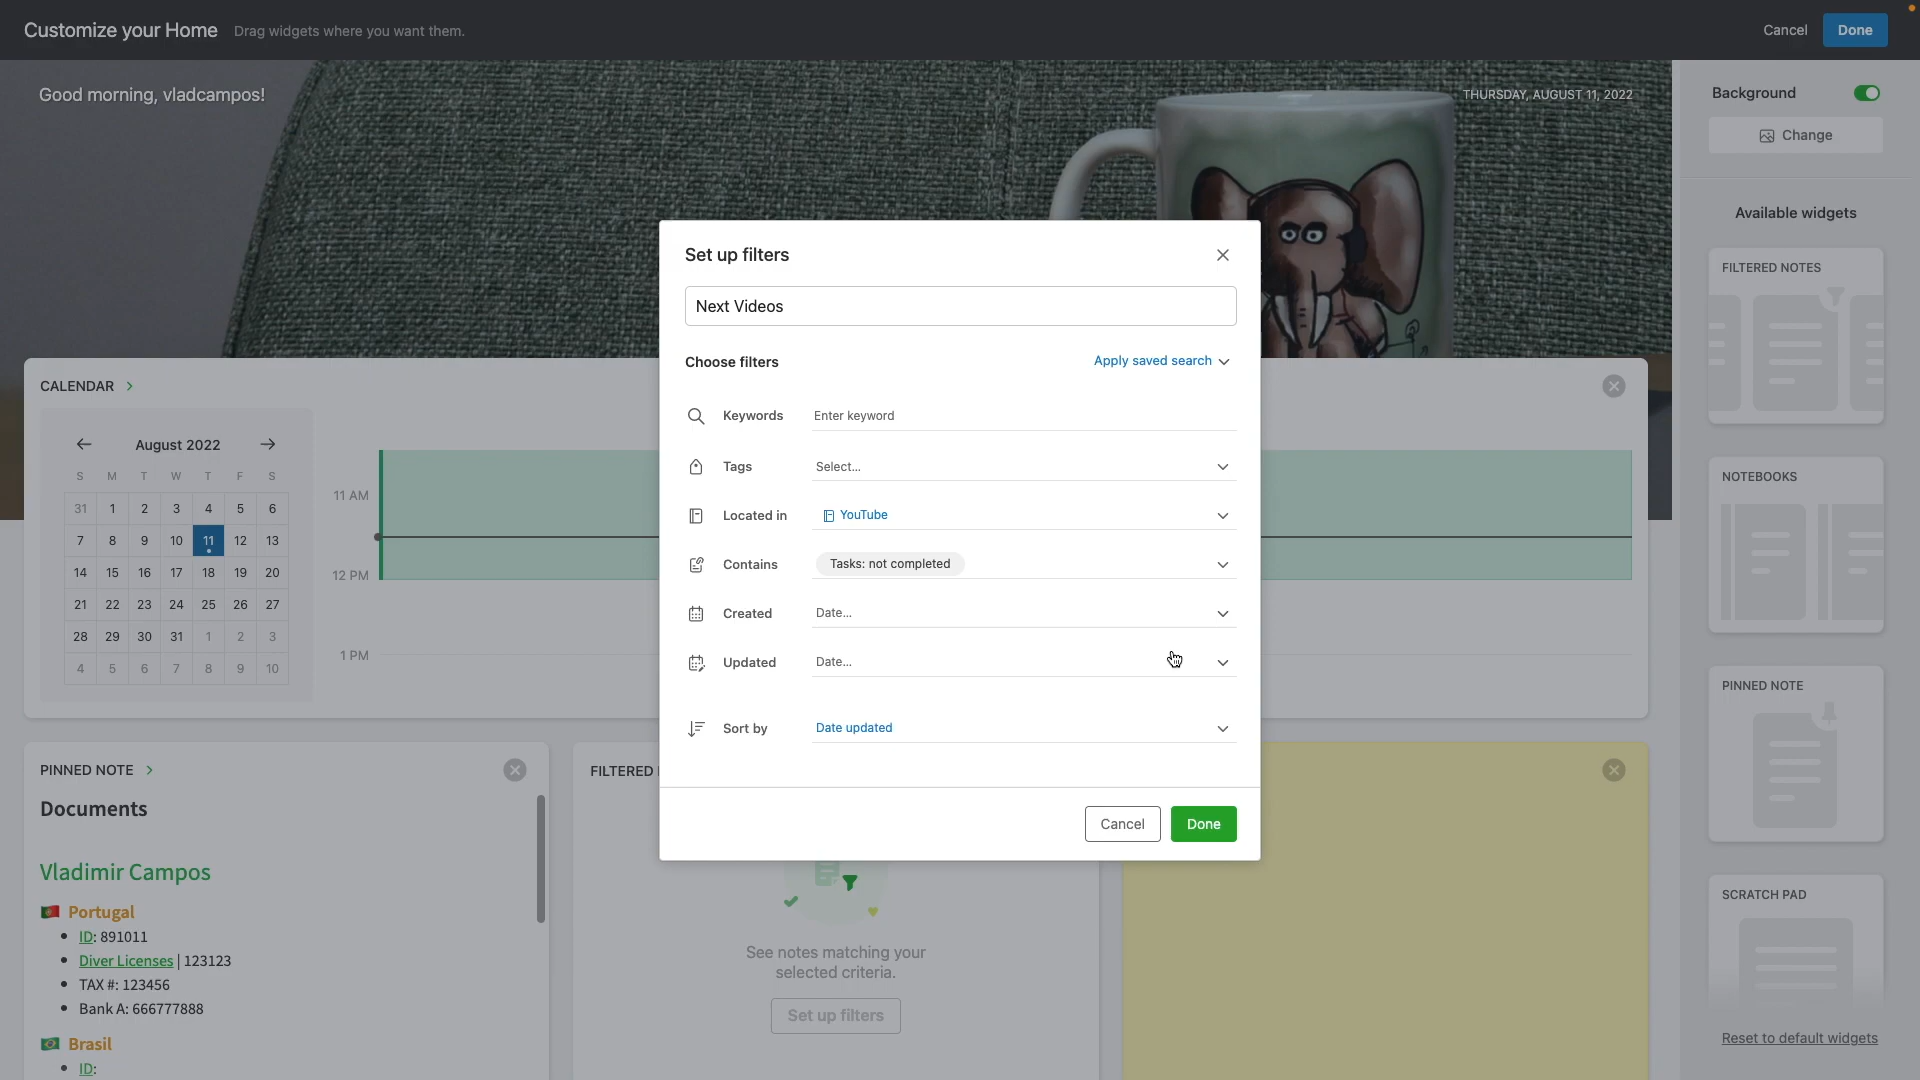 Customize your Home
Drag widgets where you want them.
Cancel
Done
Good morning, vladcampos!
THURSDAY, AUGUST 11, 2022
Background
Change
Available widgets
FILTERED NOTES
NOTEBOOKS
PINNED NOTE
SCRATCH PAD
Reset to default widgets
Set up filters
Next Videos
Choose filters
Apply saved search
Keywords
Enter keyword
Tags
Select...
Located in
YouTube
Contains
Tasks: not completed
Created
Date...
Updated
Date...
Sort by
Date updated
Cancel
Done
CALENDAR
August 2022
S M T W T F S
31 1 2 3 4 5 6
7 8 9 10 11 12 13
14 15 16 17 18 19 20
21 22 23 24 25 26 27
28 29 30 31 1 2 3
4 5 6 7 8 9 10
11 AM
12 PM
1 PM
PINNED NOTE
Documents
Vladimir Campos
Portugal
ID: 891011
Diver Licenses | 123123
TAX #: 123456
Bank A: 666777888
Brasil
ID:
FILTERED
See notes matching your
selected criteria.
Set up filters